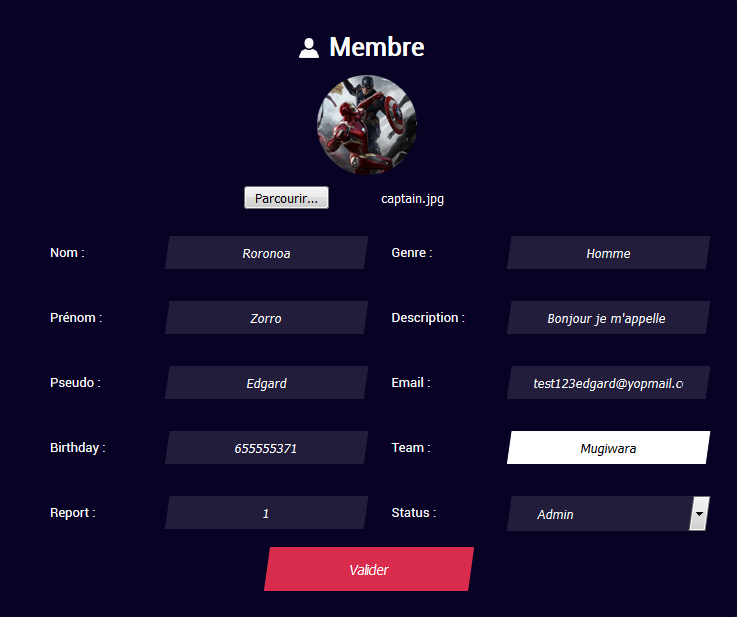 Membre
Parcourir... captain.jpg
Nom : Roronoa Genre : Homme
Prénom : Zorro Description : Bonjour je m'appelle
Pseudo : Edgard Email : test123edgard@yopmail.c
Birthday : 655555371 Team : Mugiwara
Report : 1 Status : Admin
Valider